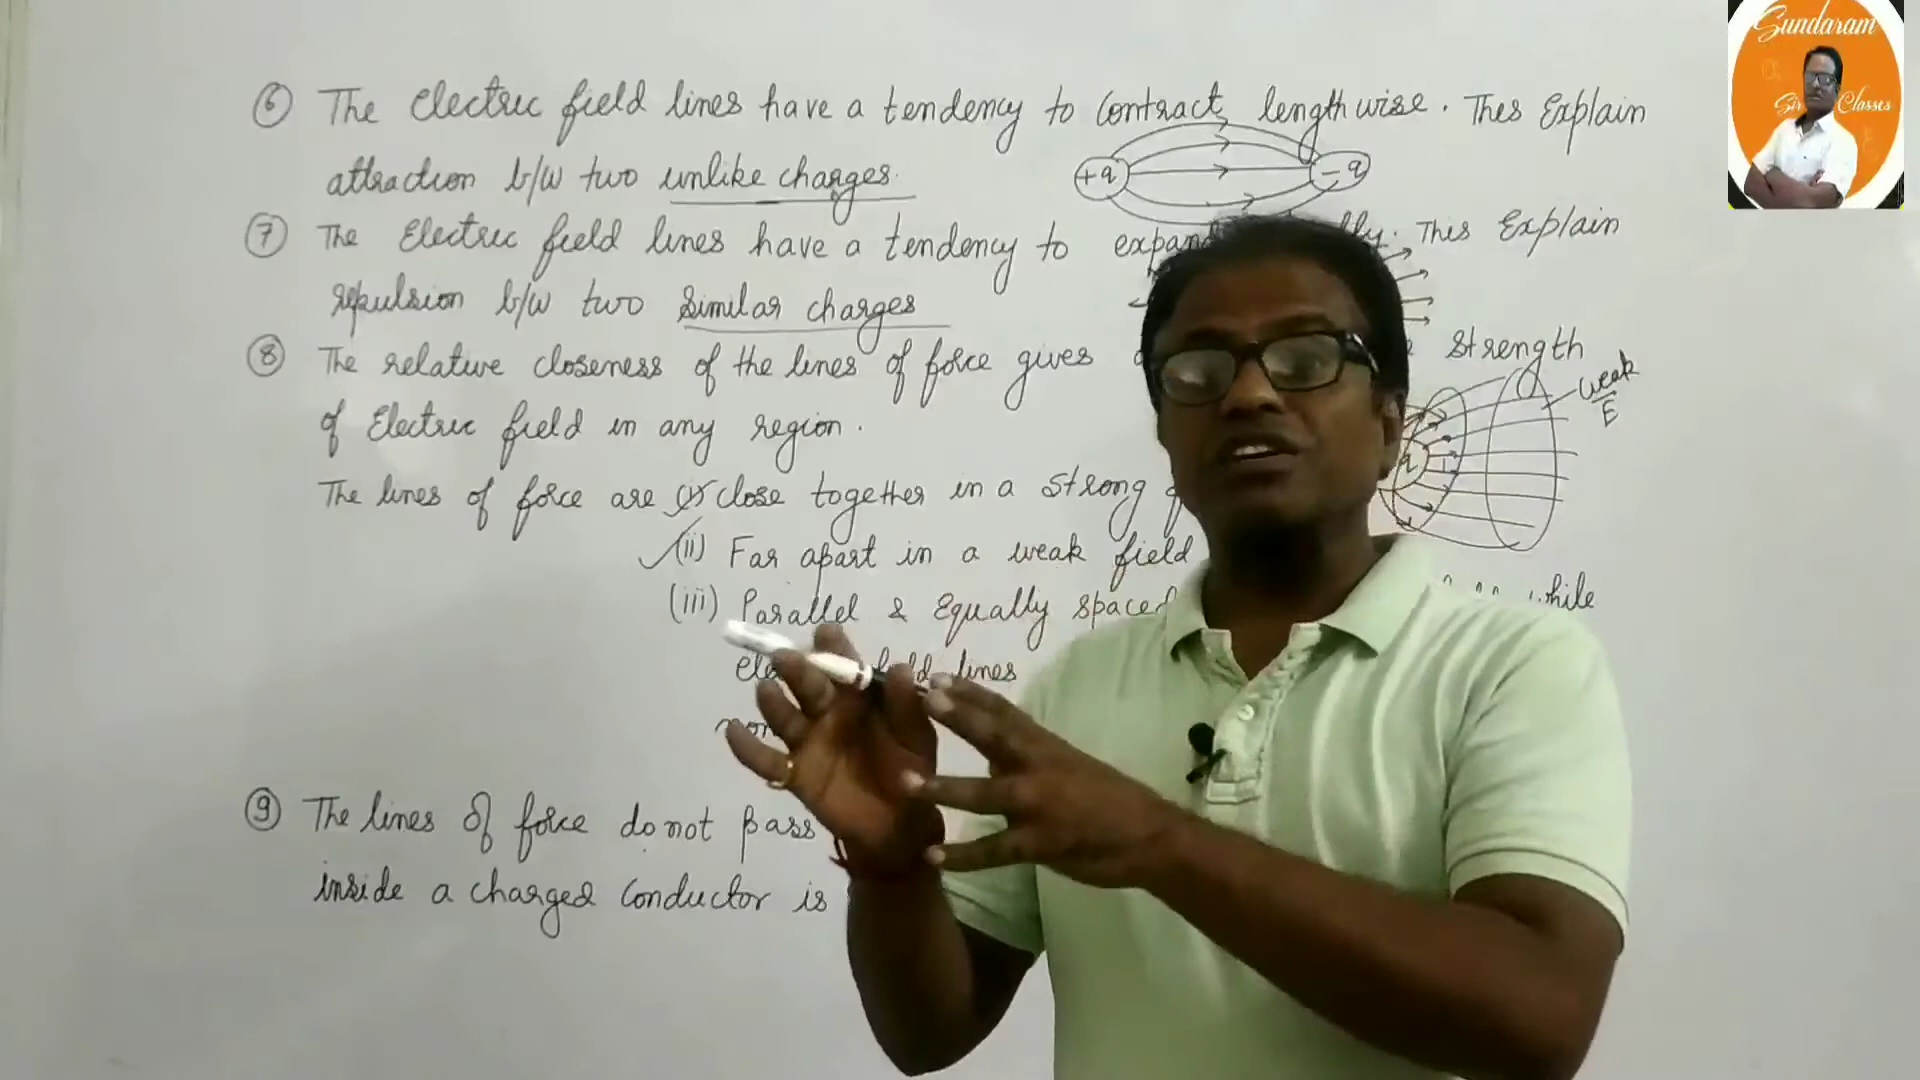 ⑥ The Electric field lines have a tendency to contract lengthwise. Thes Explain
attraction b/w two unlike charges.
+q -q
⑦ The Electric field lines have a tendency to expand This Explain
repulsion b/w two Similar charges
⑧ The relative closeness of the lines of force gives strength
of Electric field in any region.
weak
E
q
The lines of force are (i) close together in a strong
(ii) Far apart in a weak field
(iii) Parallel & Equally spaced while
lines
⑨ The lines of force do not pass
inside a charged conductor is
Sundaram
Sir Classes